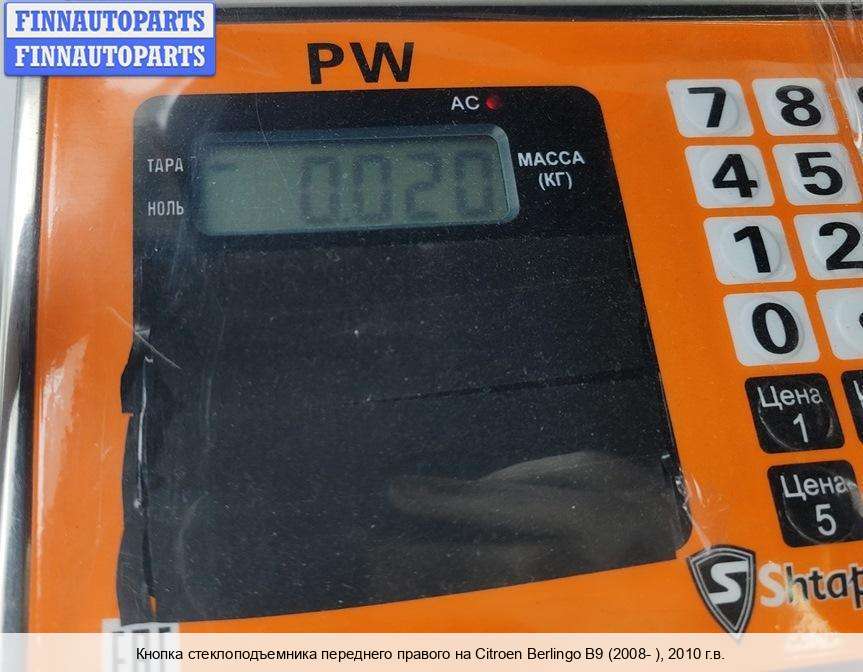 FINNAUTOPARTS
FINNAUTOPARTS
PW
AC
ТАРА
НОЛЬ
0.020
МАССА
(КГ)
7 8
4 5
1 2
0
Цена
1
Цена
5
S
EAC
Кнопка стеклоподъемника переднего правого на Citroen Berlingo B9 (2008- ), 2010 г.в.